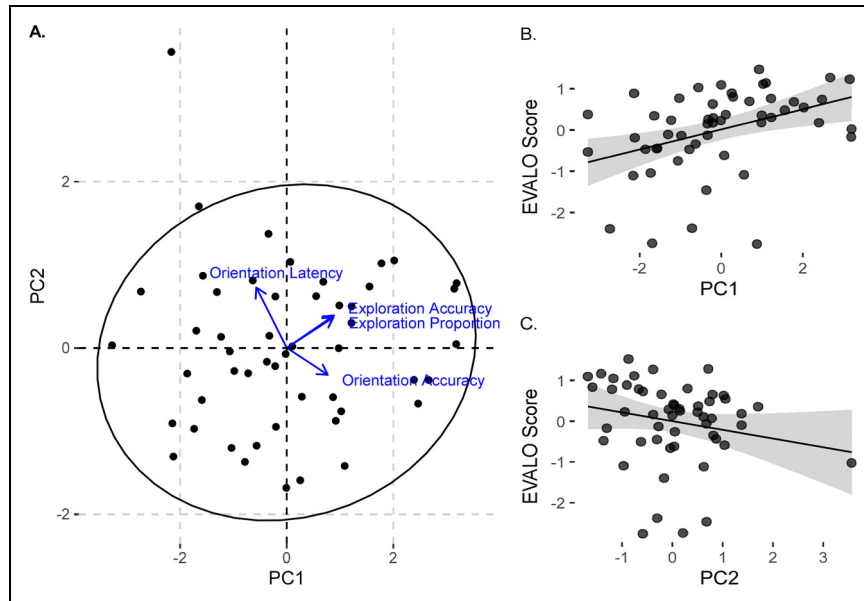 A.
PC2
2
0
-2
Orientation Latency
Exploration Accuracy
Exploration Proportion
Orientation Accuracy
-2
0
2
PC1
B.
EVALO Score
1
0
-1
-2
-2
0
2
PC1
C.
EVALO Score
1
0
-1
-2
-1
0
1
2
3
PC2